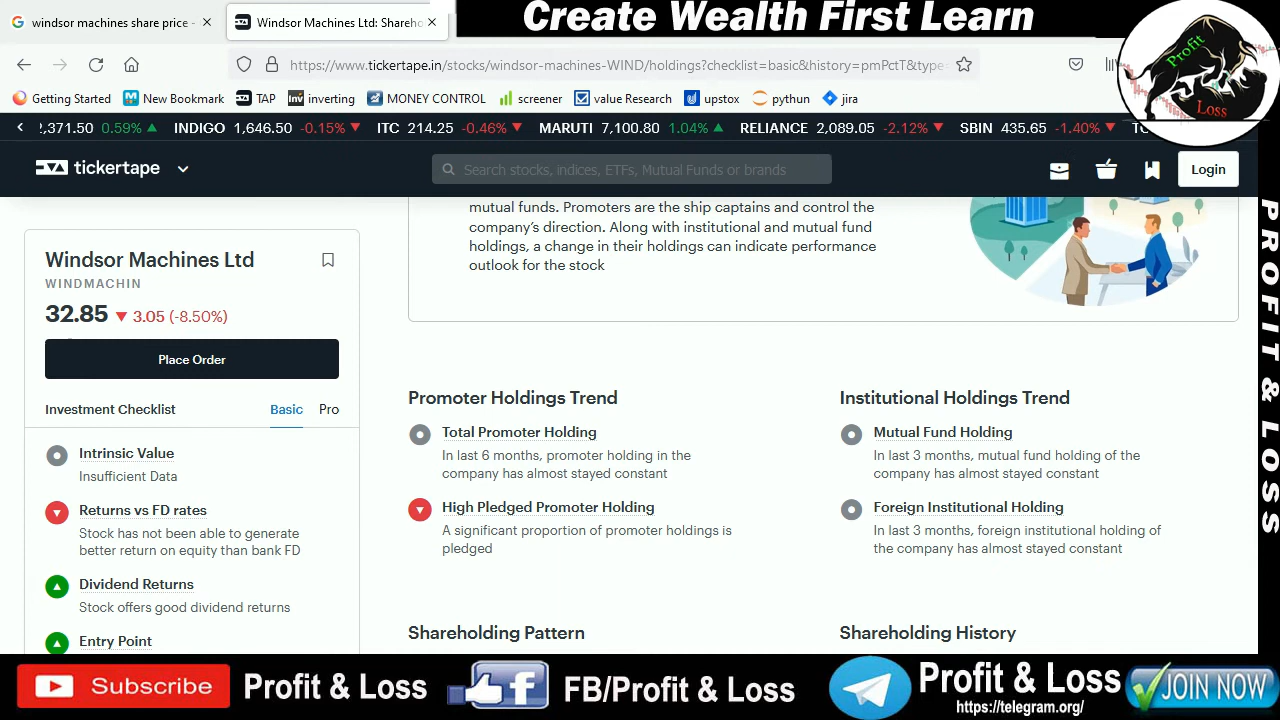 Create Wealth First Learn
windsor machines share price -
Windsor Machines Ltd: Shareho
https://www.tickertape.in/stocks/windsor-machines-WIND/holdings?checklist=basic&history=pmPctT&type=
Getting Started
New Bookmark
TAP
inverting
MONEY CONTROL
screener
value Research
upstox
python
jira
2,371.50 0.59% INDIGO 1,646.50 -0.15% ITC 214.25 -0.46% MARUTI 7,100.80 1.04% RELIANCE 2,089.05 -2.12% SBIN 435.65 -1.40%
Profit
Loss
tickertape
Search stocks, indices, ETFs, Mutual Funds or brands
Login
mutual funds. Promoters are the ship captains and control the
company's direction. Along with institutional and mutual fund
holdings, a change in their holdings can indicate performance
outlook for the stock
Windsor Machines Ltd
WINDMACHIN
32.85 3.05 (-8.50%)
Place Order
Investment Checklist
Basic
Pro
Intrinsic Value
Insufficient Data
Returns vs FD rates
Stock has not been able to generate
better return on equity than bank FD
Dividend Returns
Stock offers good dividend returns
Entry Point
Promoter Holdings Trend
Total Promoter Holding
In last 6 months, promoter holding in the
company has almost stayed constant
High Pledged Promoter Holding
A significant proportion of promoter holdings is
pledged
Institutional Holdings Trend
Mutual Fund Holding
In last 3 months, mutual fund holding of the
company has almost stayed constant
Foreign Institutional Holding
In last 3 months, foreign institutional holding of
the company has almost stayed constant
Shareholding Pattern
Shareholding History
PROFIT & LOSS
Subscribe
Profit & Loss
FB/Profit & Loss
Profit & Loss
https://telegram.org/
JOIN NOW